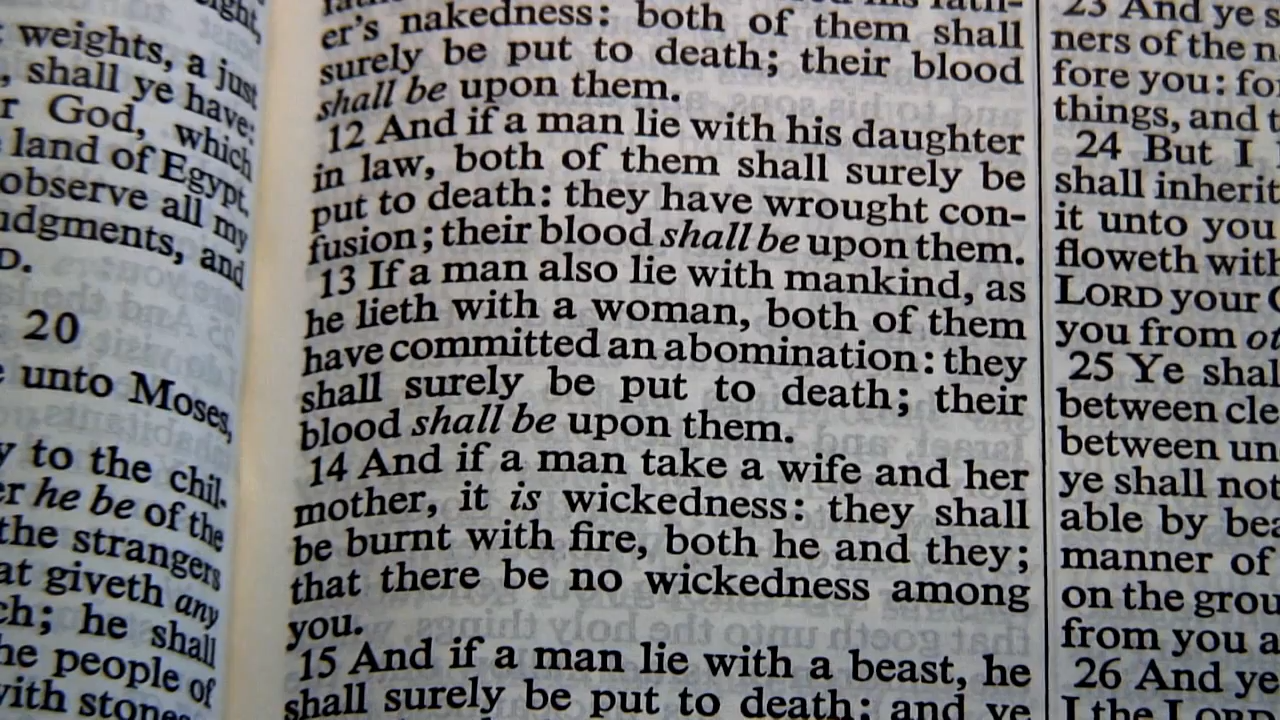 weights, a just
shall ye have:
God, which
land of Egypt.
observe all my
and
20
unto Moses,
to the chil-
he be of the
the strangers
giveth any
he shall
people of
er's nakedness: both of them shall
surely be put to death; their blood
shall be upon them.
12 And if a man lie with his daughter
in law, both of them shall surely be
put to death: they have wrought con-
fusion; their blood shall be upon them.
13 If a man also lie with mankind, as
he lieth with a woman, both of them
have committed an abomination: they
shall surely be put to death; their
blood shall be upon them.
14 And if a man take a wife and her
mother, it is wickedness: they shall
be burnt with fire, both he and they;
that there be no wickedness among
you.
15 And if a man lie with a beast, he
shall surely be put to death: and ye
23 And ye
ners of the
fore you: for
things, and
24 But I
shall inherit
it unto you
floweth with
LORD your
you from
25 Ye
between
between
ye shall not
able by
manner of
on the
from you
26 And ye